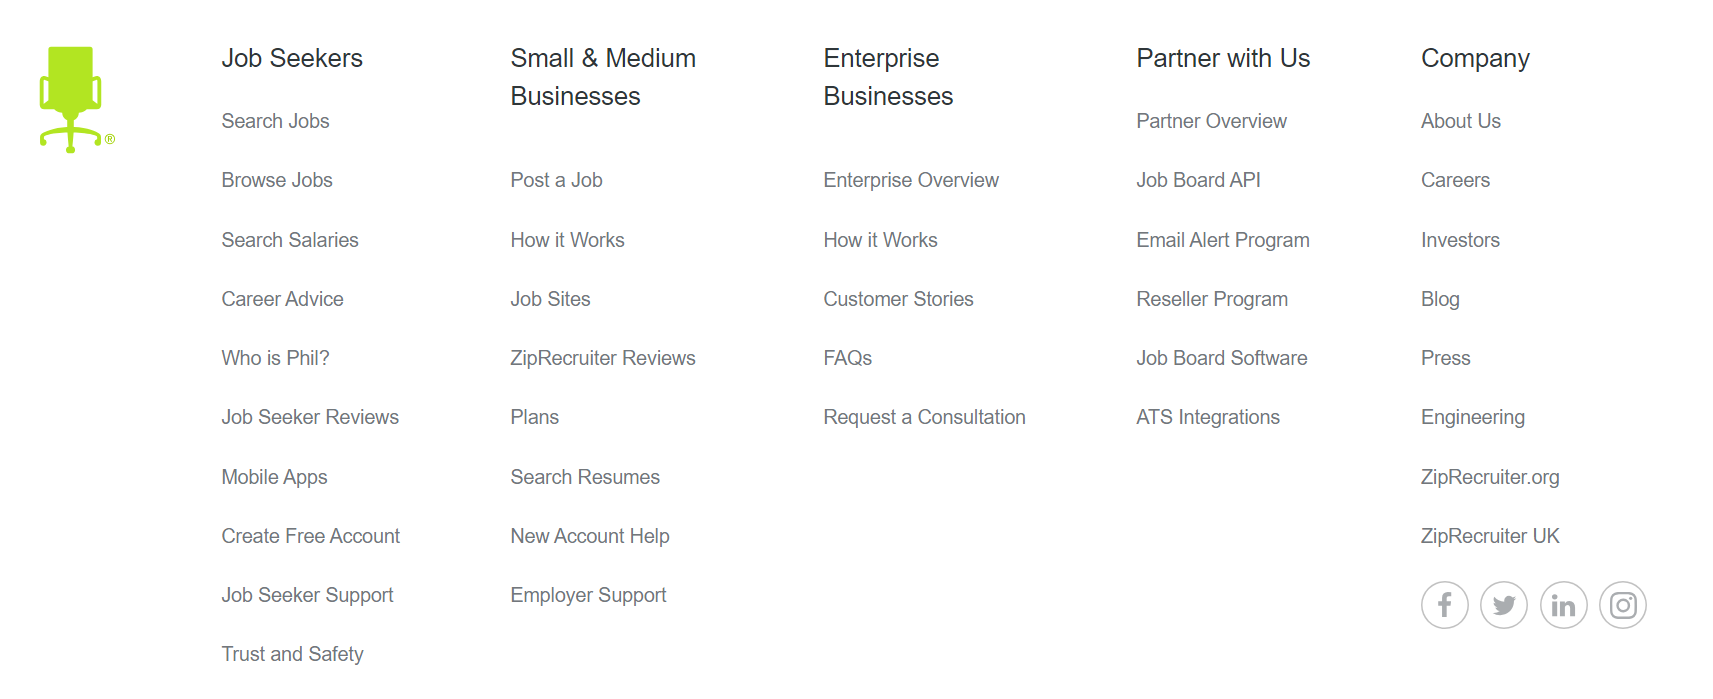 ®
Job Seekers
Search Jobs
Browse Jobs
Search Salaries
Career Advice
Who is Phil?
Job Seeker Reviews
Mobile Apps
Create Free Account
Job Seeker Support
Trust and Safety
Small & Medium
Businesses
Post a Job
How it Works
Job Sites
ZipRecruiter Reviews
Plans
Search Resumes
New Account Help
Employer Support
Enterprise
Businesses
Enterprise Overview
How it Works
Customer Stories
FAQs
Request a Consultation
Partner with Us
Partner Overview
Job Board API
Email Alert Program
Reseller Program
Job Board Software
ATS Integrations
Company
About Us
Careers
Investors
Blog
Press
Engineering
ZipRecruiter.org
ZipRecruiter UK